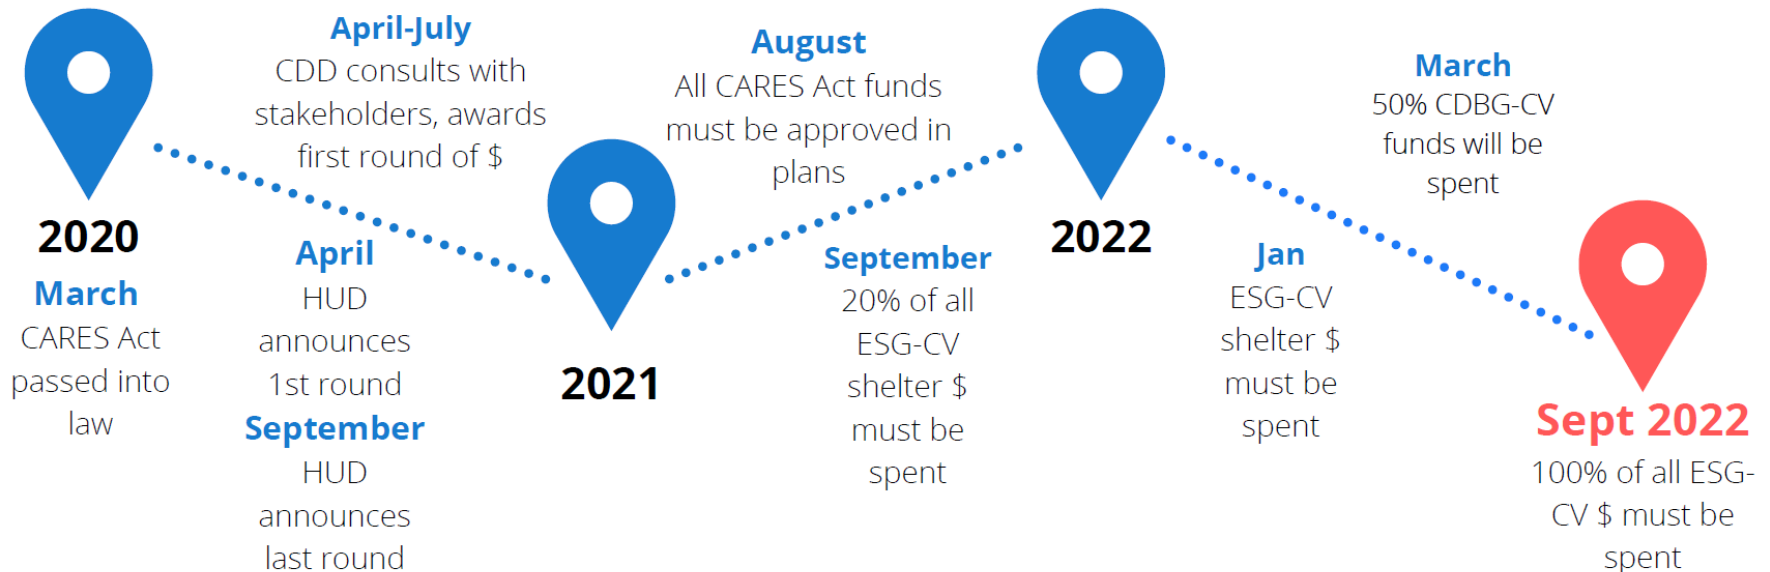 2020
March
CARES Act
passed into
law
April-July
CDD consults with
stakeholders, awards
first round of $
April
HUD
announces
1st round
September
HUD
announces
last round
2021
August
All CARES Act funds
must be approved in
plans
September
20% of all
ESG-CV
shelter $
must be
spent
2022
Jan
ESG-CV
shelter $
must be
spent
March
50% CDBG-CV
funds will be
spent
Sept 2022
100% of all ESG-
CV $ must be
spent